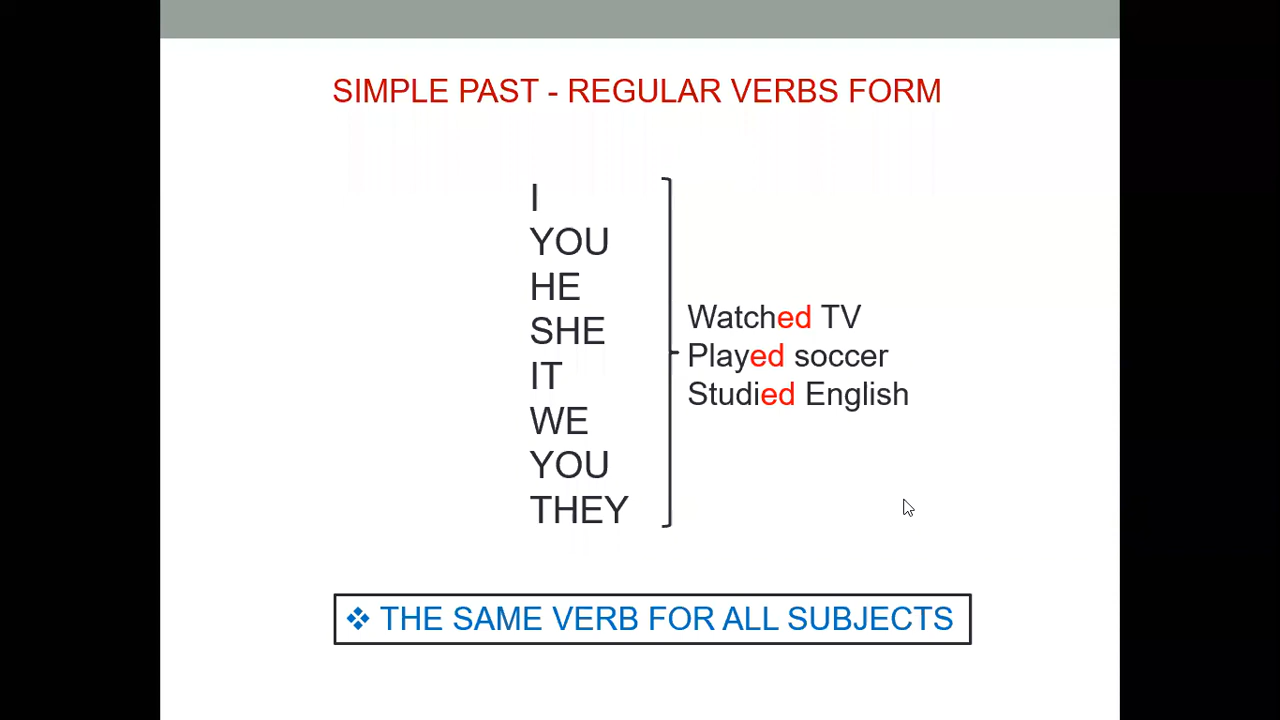 SIMPLE PAST - REGULAR VERBS FORM
I
YOU
HE
SHE
IT
WE
YOU
THEY
Watched TV
Played soccer
Studied English
❖ THE SAME VERB FOR ALL SUBJECTS